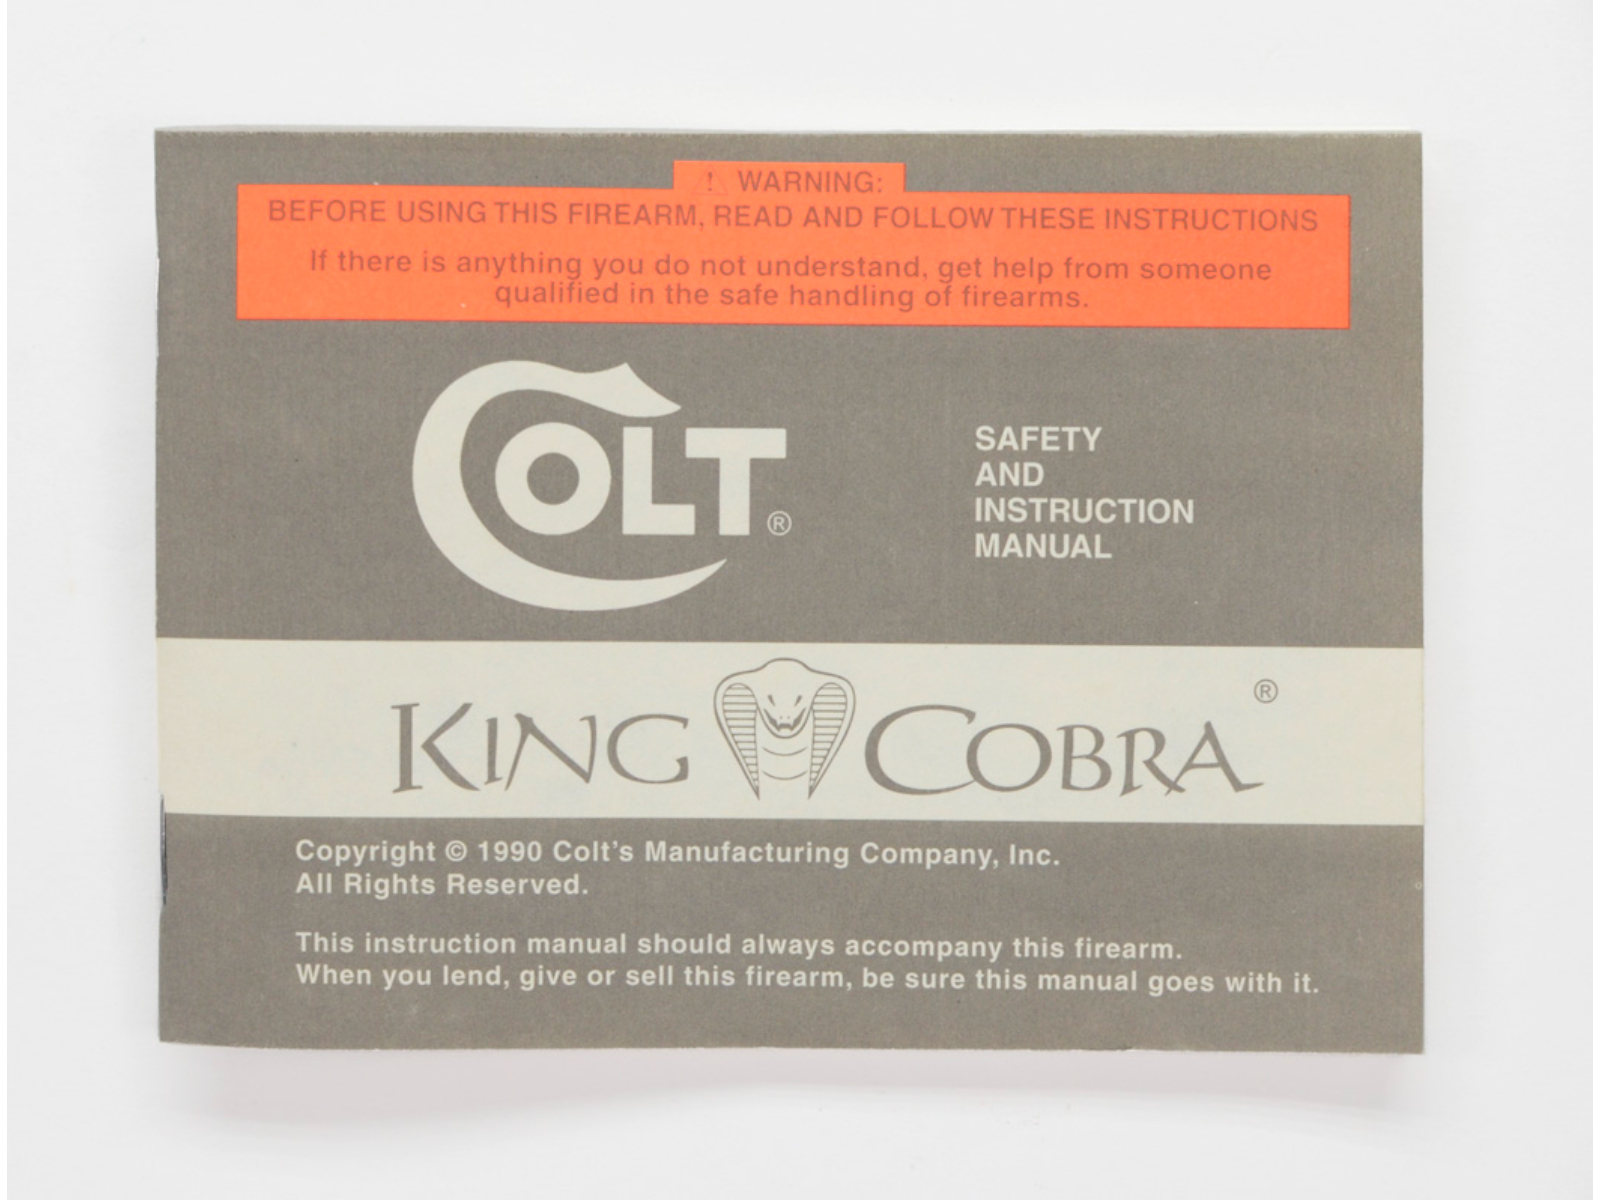 ⚠ WARNING:
BEFORE USING THIS FIREARM, READ AND FOLLOW THESE INSTRUCTIONS
If there is anything you do not understand, get help from someone
qualified in the safe handling of firearms.
COLT®
SAFETY
AND
INSTRUCTION
MANUAL
KING COBRA®
Copyright © 1990 Colt's Manufacturing Company, Inc.
All Rights Reserved.
This instruction manual should always accompany this firearm.
When you lend, give or sell this firearm, be sure this manual goes with it.